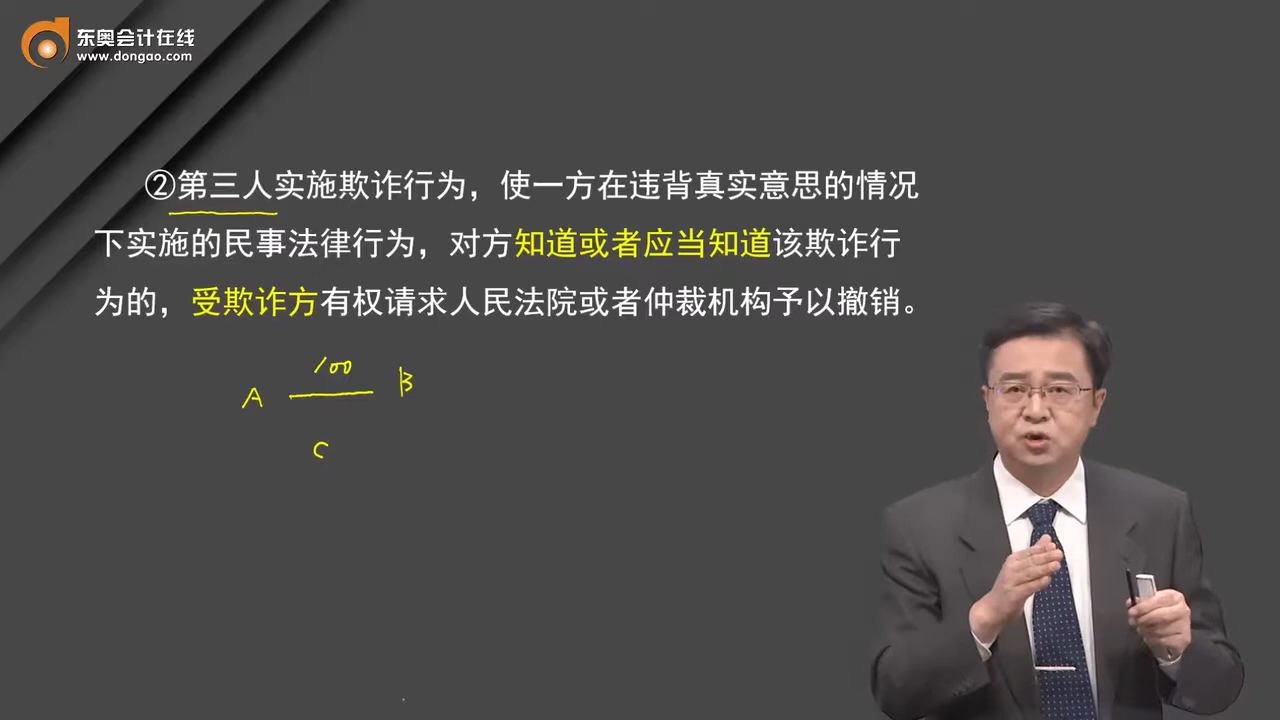 东奥会计在线
www.dongao.com
②第三人实施欺诈行为，使一方在违背真实意思的情况
下实施的民事法律行为，对方知道或者应当知道该欺诈行
为的，受欺诈方有权请求人民法院或者仲裁机构予以撤销。
100
A B
C